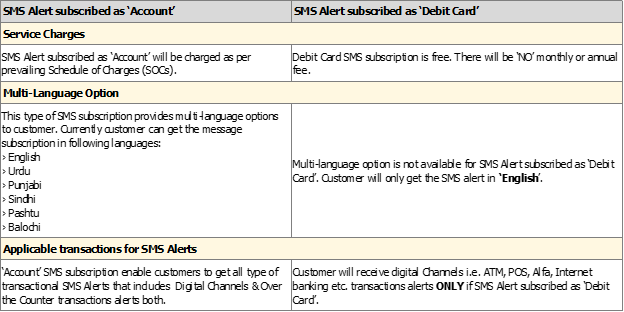 SMS Alert subscribed as ‘Account’
SMS Alert subscribed as ‘Debit Card’
Service Charges
SMS Alert subscribed as ‘Account’ will be charged as per
prevailing Schedule of Charges (SOCs).
Debit Card SMS subscription is free. There will be ‘NO’ monthly or annual
fee.
Multi-Language Option
This type of SMS subscription provides multi-language options
to customer. Currently customer can get the message
subscription in following languages:
› English
› Urdu
› Punjabi
› Sindhi
› Pashtu
› Balochi
Multi-language option is not available for SMS Alert subscribed as ‘Debit
Card’. Customer will only get the SMS alert in ‘English’.
Applicable transactions for SMS Alerts
‘Account’ SMS subscription enable customers to get all type of
transactional SMS Alerts that includes Digital Channels & Over
the Counter transactions alerts both.
Customer will receive digital Channels i.e. ATM, POS, Alfa, Internet
banking etc. transactions alerts ONLY if SMS Alert subscribed as ‘Debit
Card’.